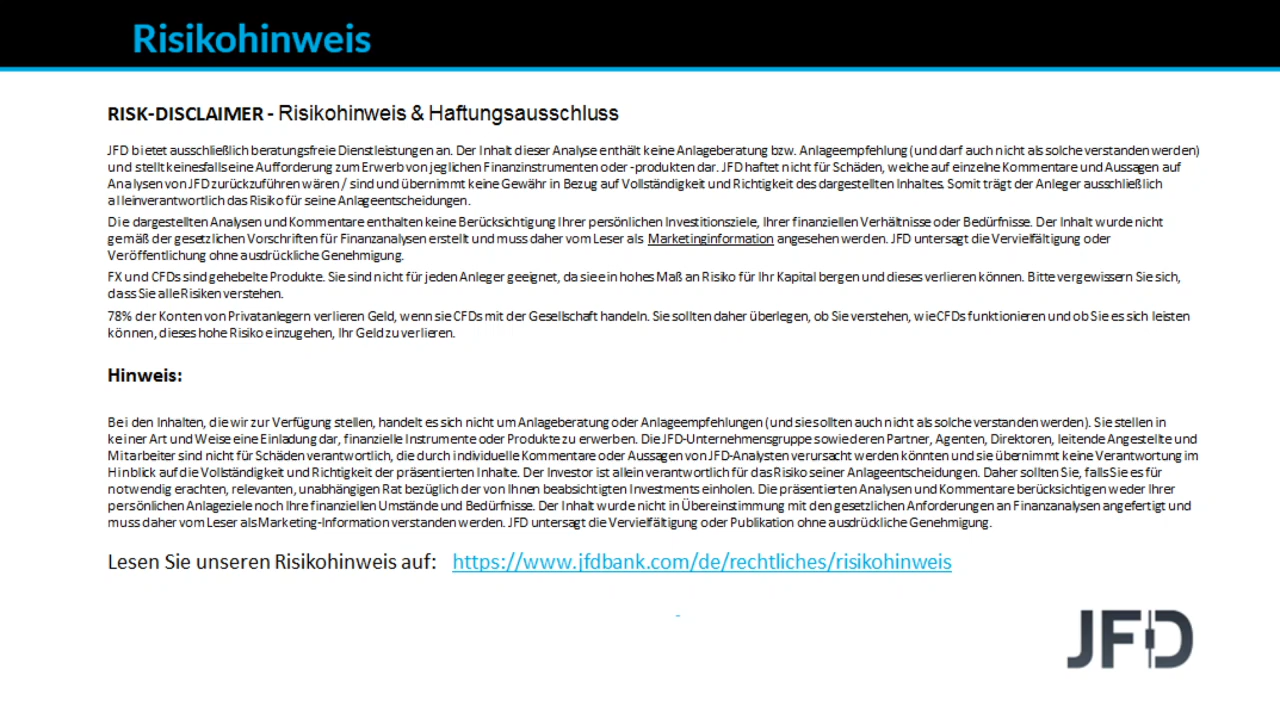 Risikohinweis
RISK-DISCLAIMER - Risikohinweis & Haftungsausschluss
JFD bietet ausschließlich beratungsfreie Dienstleistungen an. Der Inhalt dieser Analyse enthält keine Anlageberatung bzw. Anlageempfehlung (und darf auch nicht als solche verstanden werden)
und stellt keinesfalls eine Aufforderung zum Erwerb von jeglichen Finanzinstrumenten oder -produkten dar. JFD haftet nicht für Schäden, welche auf einzelne Kommentare und Aussagen auf
Analysen von JFD zurückzuführen wären / sind und übernimmt keine Gewähr in Bezug auf Vollständigkeit und Richtigkeit des dargestellten Inhaltes. Somit trägt der Anleger ausschließlich
alleinverantwortlich das Risiko für seine Anlageentscheidungen.
Die dargestellten Analysen und Kommentare enthalten keine Berücksichtigung Ihrer persönlichen Investitionsziele, Ihrer finanziellen Verhältnisse oder Bedürfnisse. Der Inhalt wurde nicht
gemäß der gesetzlichen Vorschriften für Finanzanalysen erstellt und muss daher vom Leser als Marketinginformation angesehen werden. JFD untersagt die Vervielfältigung oder
Veröffentlichung ohne ausdrückliche Genehmigung.
FX und CFDs sind gehebelte Produkte. Sie sind nicht für jeden Anleger geeignet, da sie ein hohes Maß an Risiko für Ihr Kapital bergen und dieses verlieren können. Bitte vergewissern Sie sich,
dass Sie alle Risiken verstehen.
78% der Konten von Privatanlegern verlieren Geld, wenn sie CFDs mit der Gesellschaft handeln. Sie sollten daher überlegen, ob Sie verstehen, wie CFDs funktionieren und ob Sie es sich leisten
können, dieses hohe Risiko einzugehen, Ihr Geld zu verlieren.
Hinweis:
Bei den Inhalten, die wir zur Verfügung stellen, handelt es sich nicht um Anlageberatung oder Anlageempfehlungen (und sie sollten auch nicht als solche verstanden werden). Sie stellen in
keiner Art und Weise eine Einladung dar, finanzielle Instrumente oder Produkte zu erwerben. Die JFD-Unternehmensgruppe sowie deren Partner, Agenten, Direktoren, leitende Angestellte und
Mitarbeiter sind nicht für Schäden verantwortlich, die durch individuelle Kommentare oder Aussagen von JFD-Analysten verursacht werden könnten und sie übernimmt keine Verantwortung im
Hinblick auf die Vollständigkeit und Richtigkeit der präsentierten Inhalte. Der Investor ist allein verantwortlich für das Risiko seiner Anlageentscheidungen. Daher sollten Sie, falls Sie es für
notwendig erachten, relevanten, unabhängigen Rat bezüglich der von Ihnen beabsichtigten Investments einholen. Die präsentierten Analysen und Kommentare berücksichtigen weder Ihrer
persönlichen Anlageziele noch Ihre finanziellen Umstände und Bedürfnisse. Der Inhalt wurde nicht in Übereinstimmung mit den gesetzlichen Anforderungen an Finanzanalysen angefertigt und
muss daher vom Leser als Marketing-Information verstanden werden. JFD untersagt die Vervielfältigung oder Publikation ohne ausdrückliche Genehmigung.
Lesen Sie unseren Risikohinweis auf: https://www.jfdbank.com/de/rechtliches/risikohinweis
-
JFD